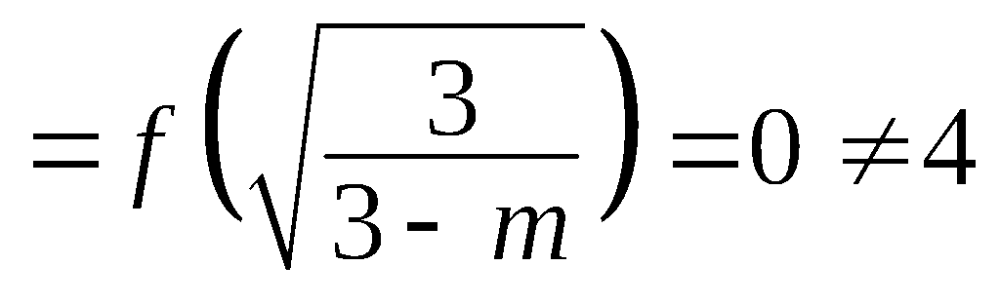 = f(√(3/(3 - m))) = 0 ≠ 4